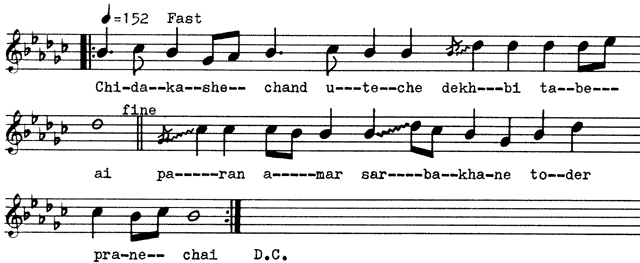 ♩=152 Fast
Chi-da--ka--she-- chand u---te--che dekh--bi ta--be----
fine
ai pa-----ran a-----mar sar----ba--kha-ne to--der
pra-ne-- chai D.C.